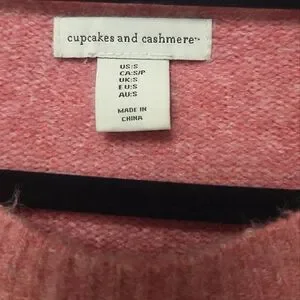 cupcakes and cashmere™
US:S
CA:S/P
UK:S
EU:S
AU:S
MADE IN
CHINA